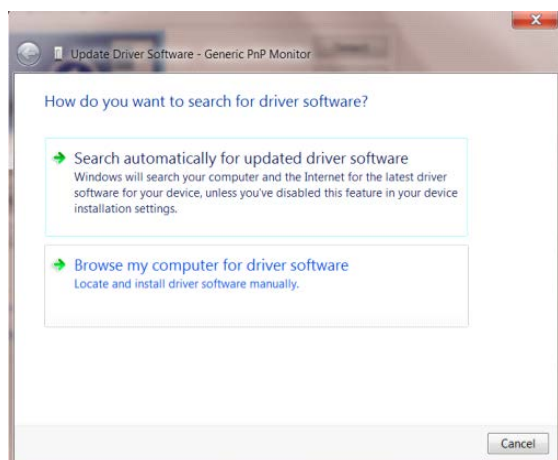 Update Driver Software - Generic PnP Monitor
How do you want to search for driver software?
Search automatically for updated driver software
Windows will search your computer and the Internet for the latest driver
software for your device, unless you've disabled this feature in your device
installation settings.
Browse my computer for driver software
Locate and install driver software manually.
Cancel